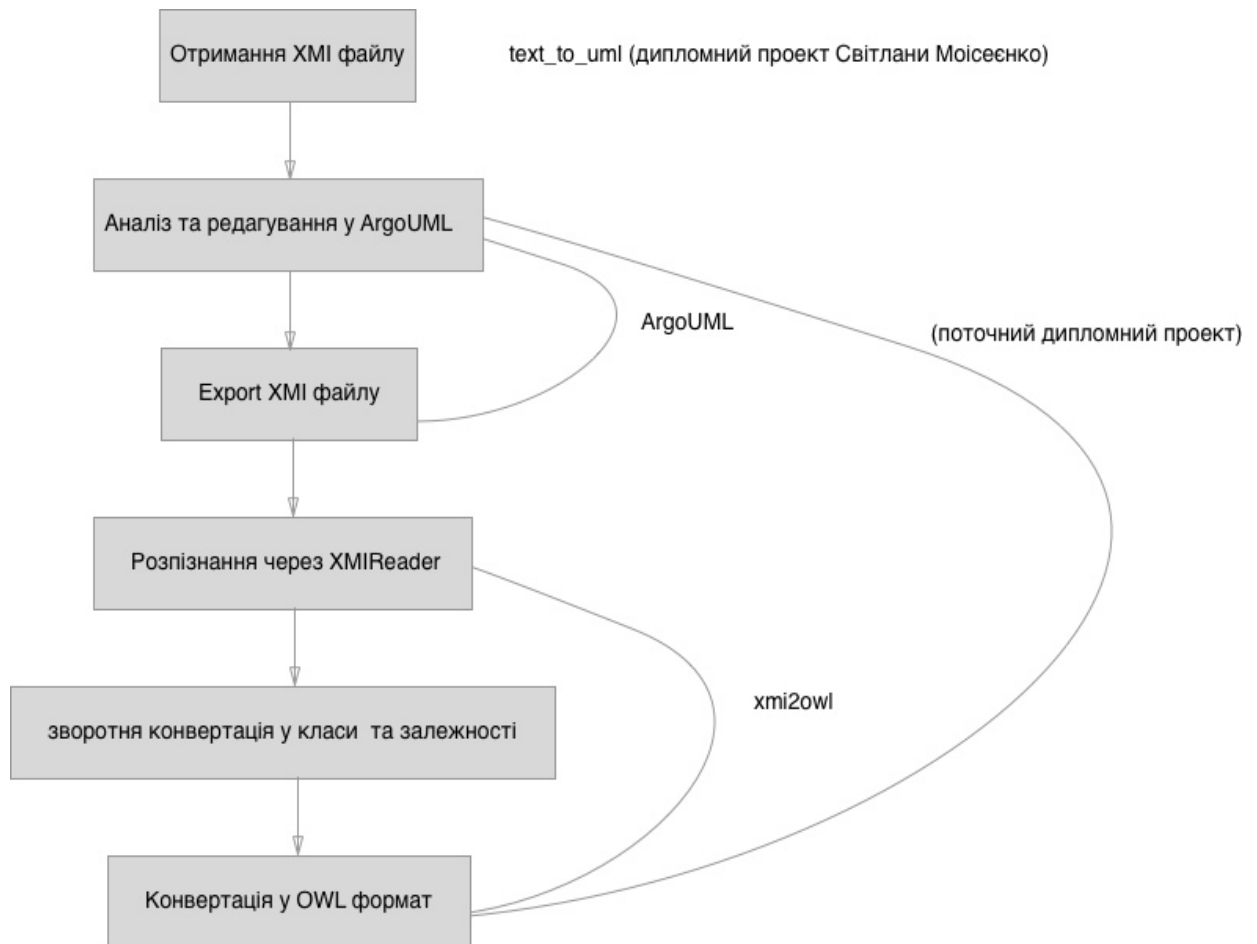 Отримання XMI файлу
text_to_uml (дипломний проект Світлани Моісеєнко)
Аналіз та редагування у ArgoUML
ArgoUML
(поточний дипломний проект)
Export XMI файлу
Розпізнання через XMIReader
xmi2owl
зворотня конвертація у класи та залежності
Конвертація у OWL формат